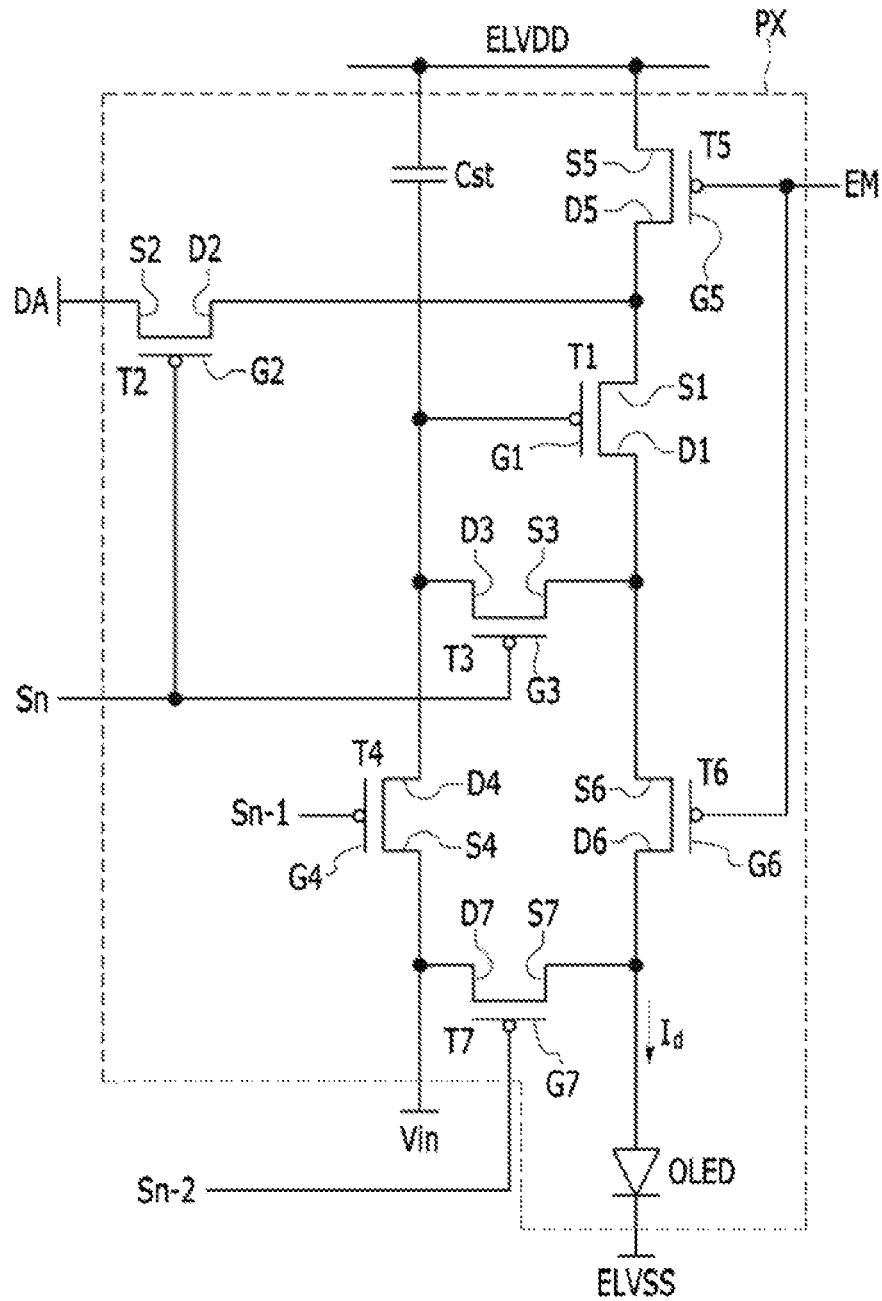 PX
ELVDD
T5
S5
Cst
EM
D5
S2 D2
G5
DA
T1
G2
T2
S1
G1
D1
D3 S3
T3
G3
Sn
T4
T6
D4
S6
Sn-1
S4
D6
G4
G6
D7 S7
T7
Id
G7
Vin
OLED
Sn-2
ELVSS